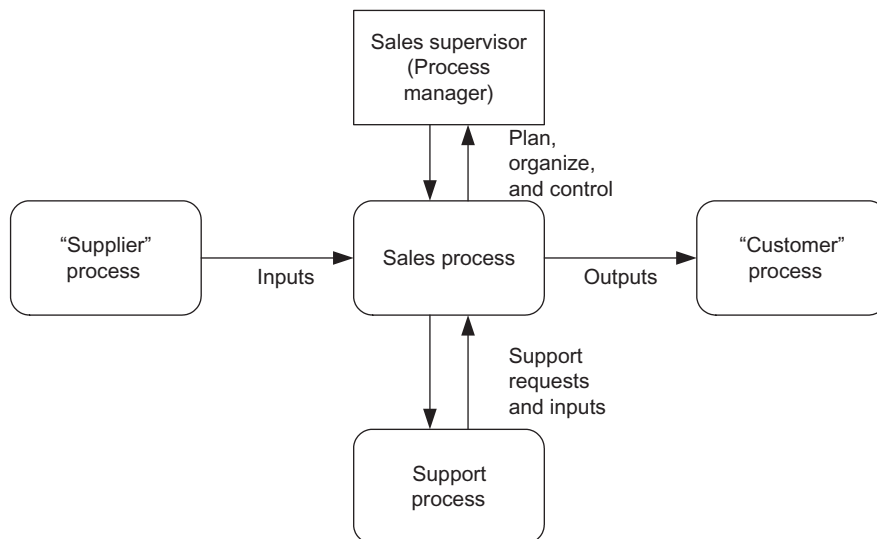 Sales supervisor
(Process
manager)
Plan,
organize,
and control
“Supplier”
process
Inputs
Sales process
Outputs
“Customer”
process
Support
requests
and inputs
Support
process